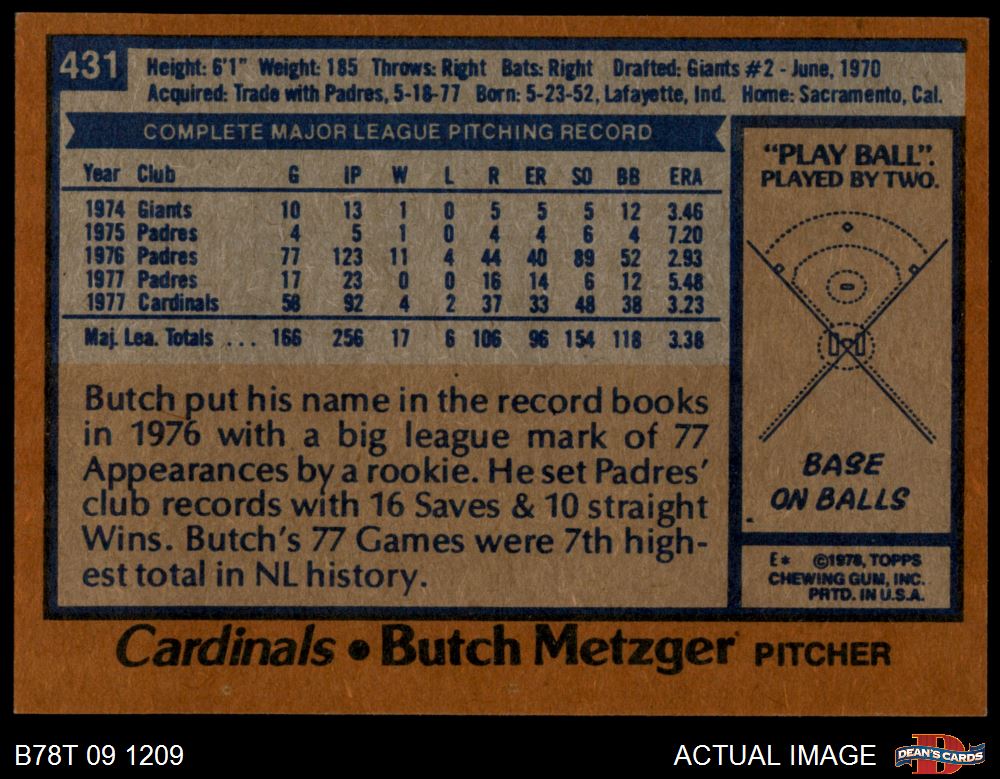 431
Height: 6'1" Weight: 185 Throws: Right Bats: Right Drafted: Giants #2 - June, 1970
Acquired: Trade with Padres, 5-18-77 Born: 5-23-52, Lafayette, Ind. Home: Sacramento, Cal.
COMPLETE MAJOR LEAGUE PITCHING RECORD
Year Club G IP W L R ER SO BB ERA
1974 Giants 10 13 1 0 5 5 5 12 3.46
1975 Padres 4 5 1 0 4 4 6 4 7.20
1976 Padres 77 123 11 4 44 40 89 52 2.93
1977 Padres 17 23 0 0 16 14 6 12 5.48
1977 Cardinals 58 92 4 2 37 33 48 38 3.23
Maj. Lea. Totals ... 166 256 17 6 106 96 154 118 3.38
Butch put his name in the record books
in 1976 with a big league mark of 77
Appearances by a rookie. He set Padres'
club records with 16 Saves & 10 straight
Wins. Butch's 77 Games were 7th high-
est total in NL history.
"PLAY BALL".
PLAYED BY TWO.
BASE
ON BALLS
E* ©1978, TOPPS
CHEWING GUM, INC.
PRTD. IN U.S.A.
Cardinals • Butch Metzger PITCHER
B78T 09 1209 ACTUAL IMAGE
DEAN'S CARDS